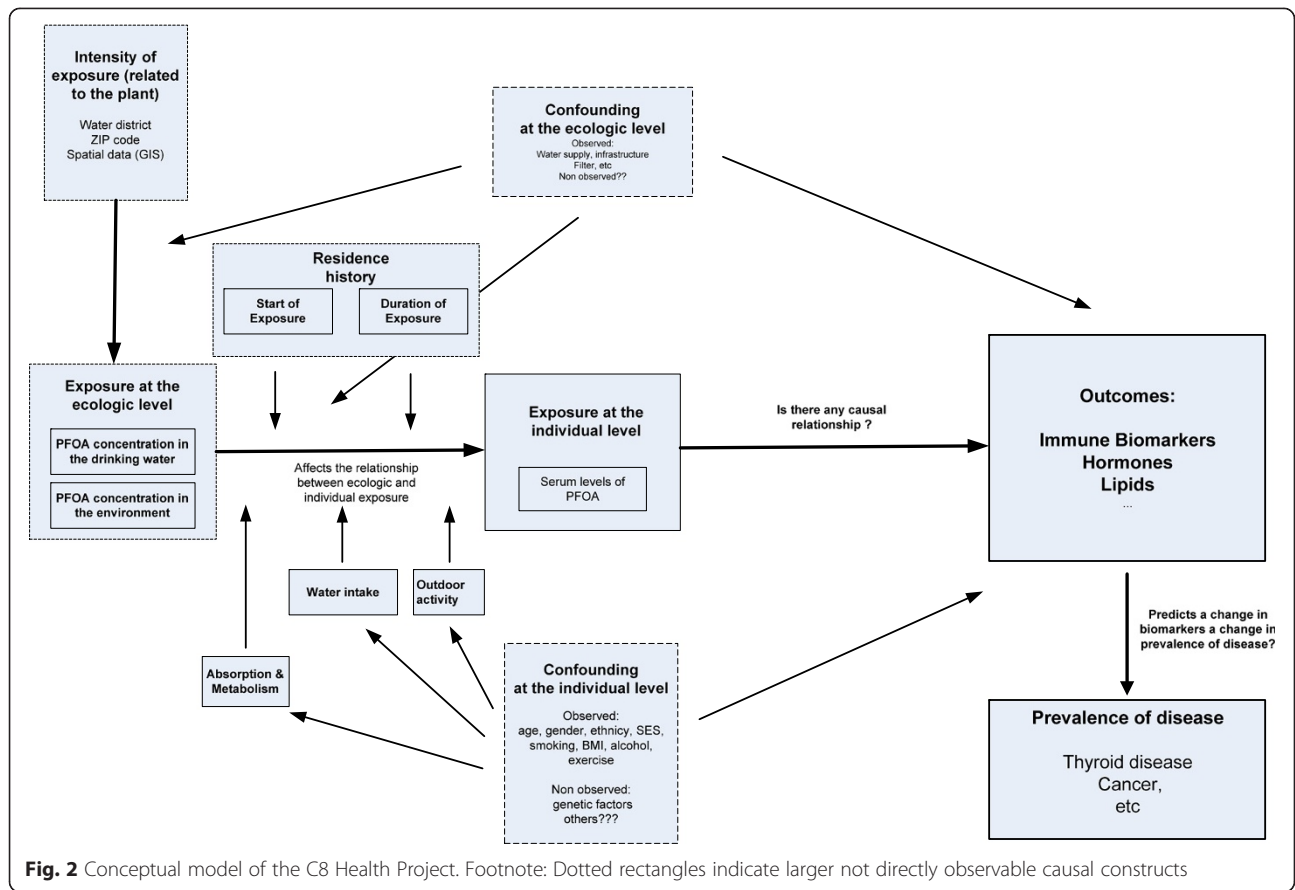 Intensity of
exposure (related
to the plant)
Water district
ZIP code
Spatial data (GIS)
Confounding
at the ecologic level
Observed:
Water supply, infrastructure
Filter, etc
Non observed??
Residence
history
Start of
Exposure
Duration of
Exposure
Exposure at the
ecologic level
PFOA concentration in
the drinking water
PFOA concentration in
the environment
Affects the relationship
between ecologic and
individual exposure
Exposure at the
individual level
Serum levels of
PFOA
Is there any causal
relationship ?
Outcomes:
Immune Biomarkers
Hormones
Lipids
...
Water intake
Outdoor
activity
Absorption &
Metabolism
Confounding
at the individual level
Observed:
age, gender, ethnicy, SES,
smoking, BMI, alcohol,
exercise
Non observed:
genetic factors
others???
Predicts a change in
biomarkers a change in
prevalence of disease?
Prevalence of disease
Thyroid disease
Cancer,
etc
Fig. 2 Conceptual model of the C8 Health Project. Footnote: Dotted rectangles indicate larger not directly observable causal constructs